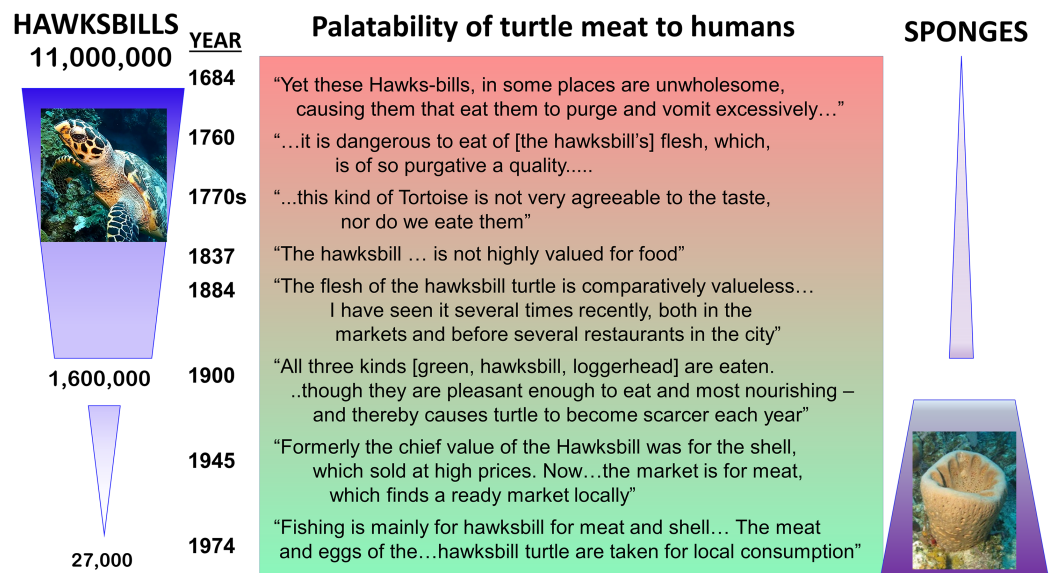 HAWKSBILLS
11,000,000
1,600,000
27,000
YEAR
Palatability of turtle meat to humans
1684
“Yet these Hawks-bills, in some places are unwholesome,
causing them that eat them to purge and vomit excessively…”
1760
“…it is dangerous to eat of [the hawksbill’s] flesh, which,
is of so purgative a quality.....
1770s
“...this kind of Tortoise is not very agreeable to the taste,
nor do we eate them”
1837
“The hawksbill … is not highly valued for food”
1884
“The flesh of the hawksbill turtle is comparatively valueless…
I have seen it several times recently, both in the
markets and before several restaurants in the city”
1900
“All three kinds [green, hawksbill, loggerhead] are eaten.
..though they are pleasant enough to eat and most nourishing –
and thereby causes turtle to become scarcer each year”
1945
“Formerly the chief value of the Hawksbill was for the shell,
which sold at high prices. Now…the market is for meat,
which finds a ready market locally”
1974
“Fishing is mainly for hawksbill for meat and shell… The meat
and eggs of the…hawksbill turtle are taken for local consumption”
SPONGES